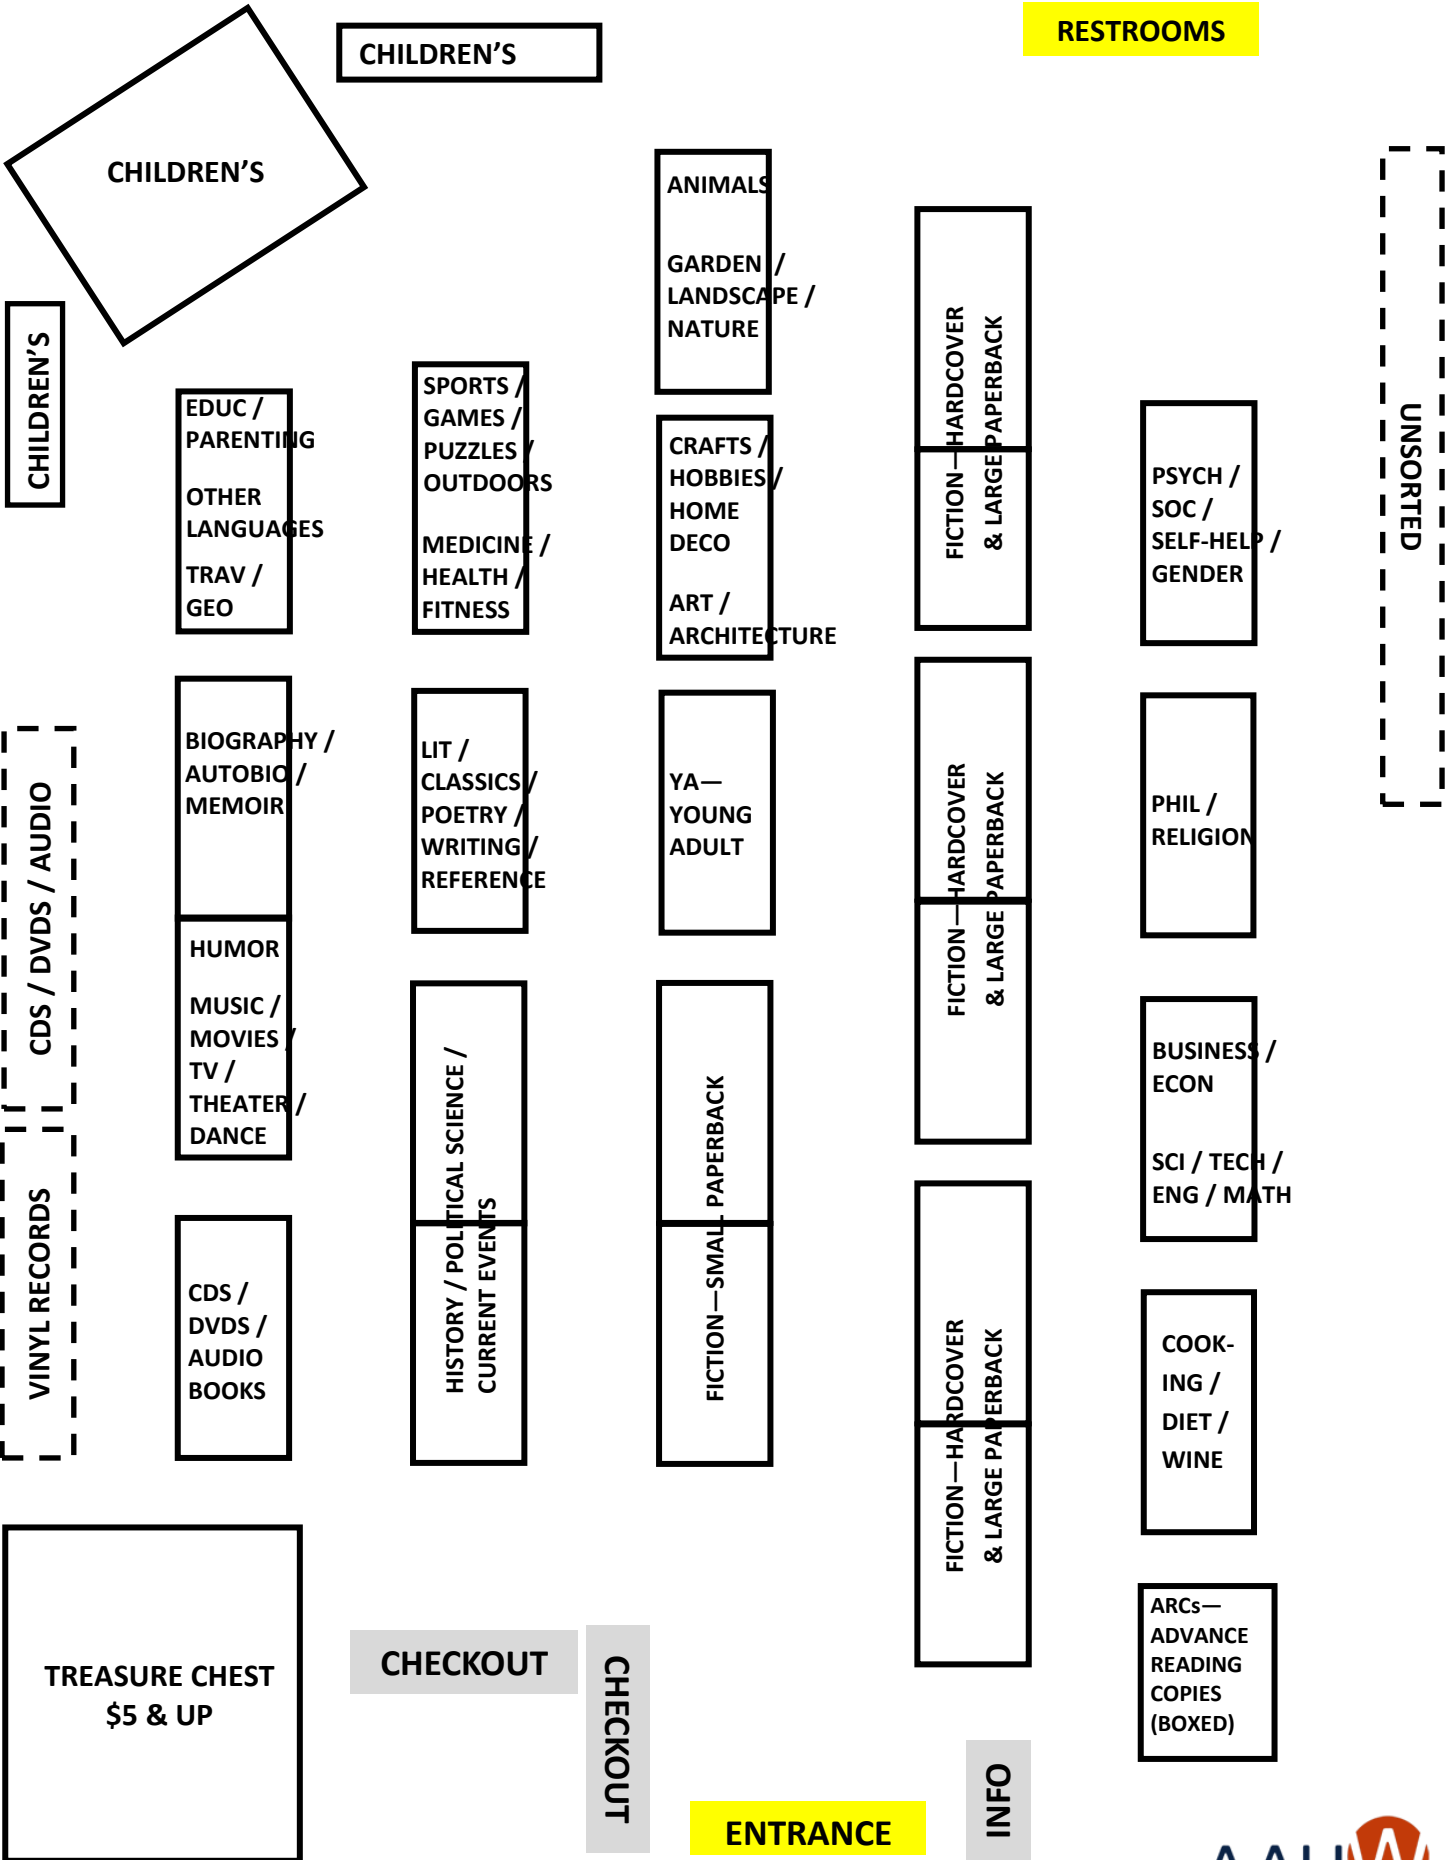 RESTROOMS
CHILDREN’S
CHILDREN’S
CHILDREN’S
EDUC /
PARENTING
OTHER
LANGUAGES
TRAV /
GEO
BIOGRAPHY /
AUTOBIO /
MEMOIR
HUMOR
MUSIC /
MOVIES /
TV /
THEATER /
DANCE
CDS /
DVDS /
AUDIO
BOOKS
CDS / DVDS / AUDIO
VINYL RECORDS
TREASURE CHEST
$5 & UP
SPORTS /
GAMES /
PUZZLES /
OUTDOORS
MEDICINE /
HEALTH /
FITNESS
LIT /
CLASSICS /
POETRY /
WRITING /
REFERENCE
HISTORY / POLITICAL SCIENCE /
CURRENT EVENTS
ANIMALS
GARDEN /
LANDSCAPE /
NATURE
CRAFTS /
HOBBIES /
HOME
DECO
ART /
ARCHITECTURE
YA—
YOUNG
ADULT
FICTION—SMALL PAPERBACK
FICTION—HARDCOVER
& LARGE PAPERBACK
FICTION—HARDCOVER
& LARGE PAPERBACK
FICTION—HARDCOVER
& LARGE PAPERBACK
PSYCH /
SOC /
SELF-HELP /
GENDER
PHIL /
RELIGION
BUSINESS /
ECON
SCI / TECH /
ENG / MATH
COOK-
ING /
DIET /
WINE
ARCs—
ADVANCE
READING
COPIES
(BOXED)
UNSORTED
CHECKOUT
CHECKOUT
ENTRANCE
INFO
AAUW